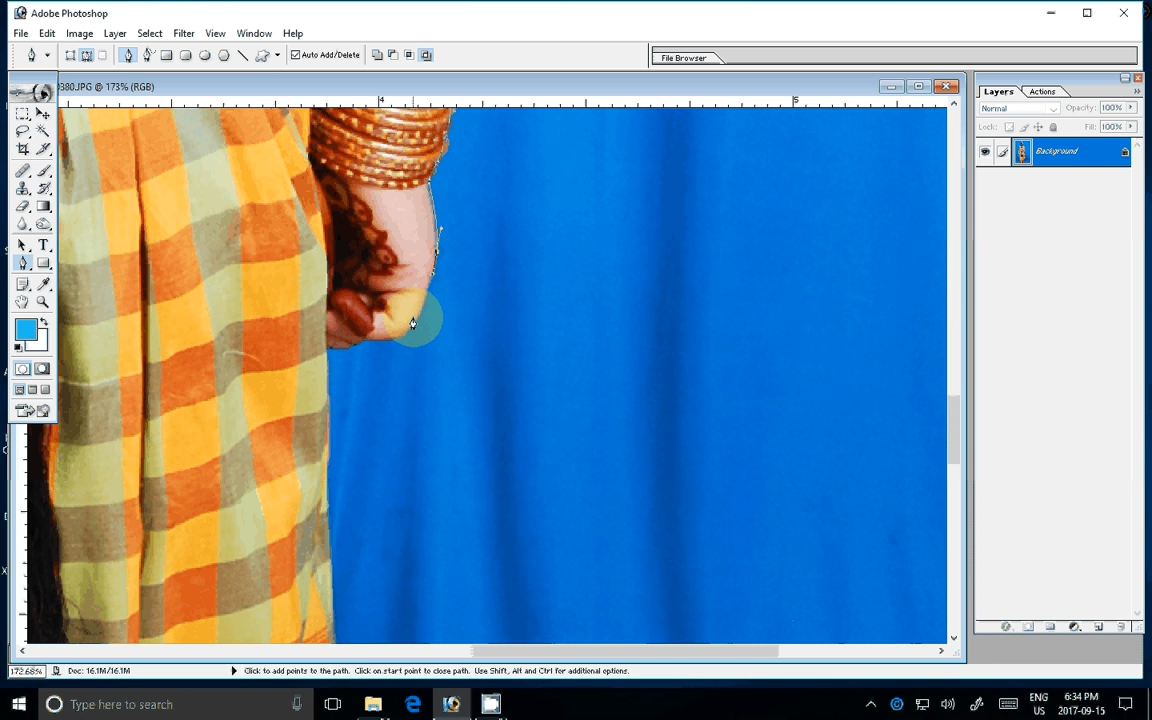 Adobe Photoshop
File Edit Image Layer Select Filter View Window Help
Auto Add/Delete
File Browser
0380.JPG @ 173% (RGB)
4 5
Layers Actions
Normal Opacity: 100%
Lock: Fill: 100%
Background
172.68% Doc: 16.1M/16.1M Click to add points to the path. Click on start point to close path. Use Shift, Alt and Ctrl for additional options.
Type here to search
ENG
US
6:34 PM
2017-09-15